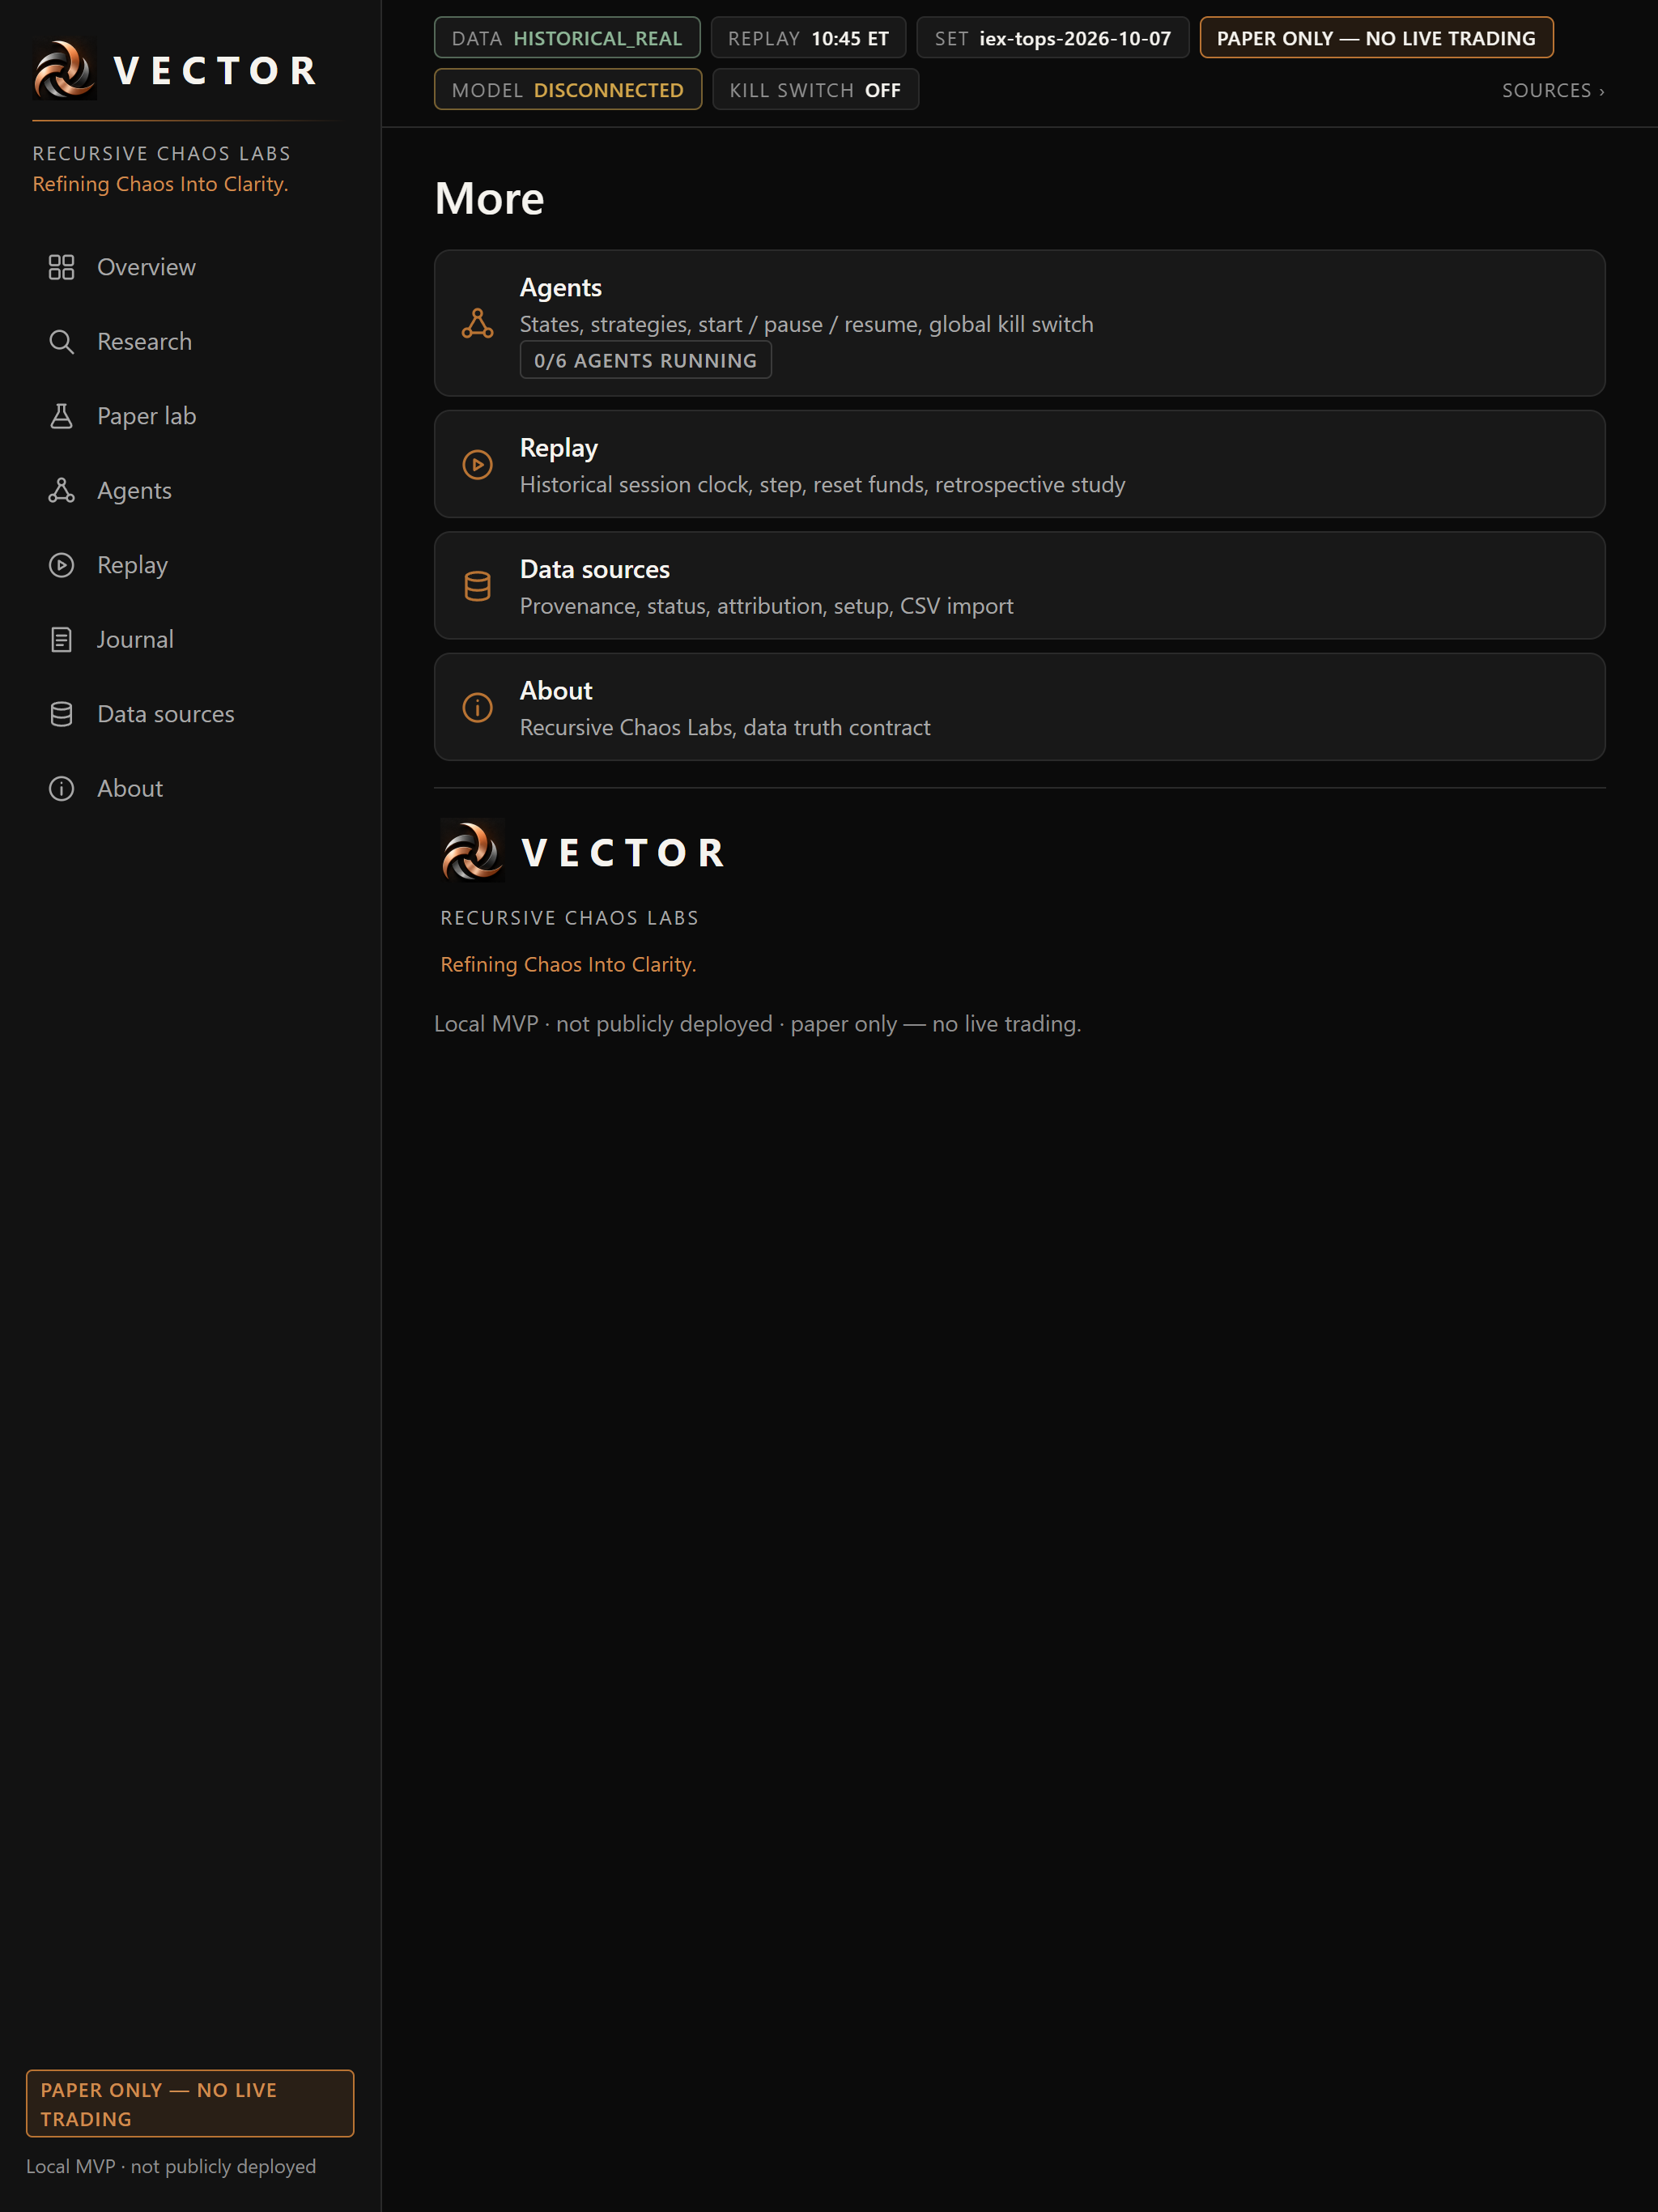 VECTOR
RECURSIVE CHAOS LABS
Refining Chaos Into Clarity.
Overview
Research
Paper lab
Agents
Replay
Journal
Data sources
About
PAPER ONLY — NO LIVE
TRADING
Local MVP · not publicly deployed
DATA HISTORICAL_REAL
REPLAY 10:45 ET
SET iex-tops-2026-10-07
PAPER ONLY — NO LIVE TRADING
MODEL DISCONNECTED
KILL SWITCH OFF
SOURCES ›
More
Agents
States, strategies, start / pause / resume, global kill switch
0/6 AGENTS RUNNING
Replay
Historical session clock, step, reset funds, retrospective study
Data sources
Provenance, status, attribution, setup, CSV import
About
Recursive Chaos Labs, data truth contract
VECTOR
RECURSIVE CHAOS LABS
Refining Chaos Into Clarity.
Local MVP · not publicly deployed · paper only — no live trading.